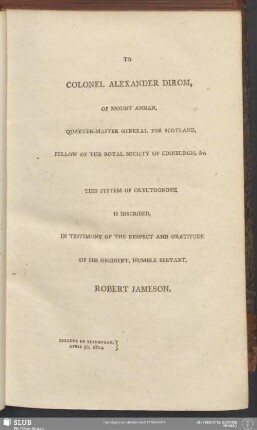 TO
COLONEL ALEXANDER DIROM,
OF MOUNT ANNAN,
QUARTER-MASTER GENERAL FOR SCOTLAND,
FELLOW OF THE ROYAL SOCIETY OF EDINBURGH, &c.
THIS SYSTEM OF ORYCTOGNOSY
IS INSCRIBED,
IN TESTIMONY OF THE RESPECT AND GRATITUDE
OF HIS OBEDIENT, HUMBLE SERVANT,
ROBERT JAMESON.
COLLEGE OF EDINBURGH,
APRIL
SLUB